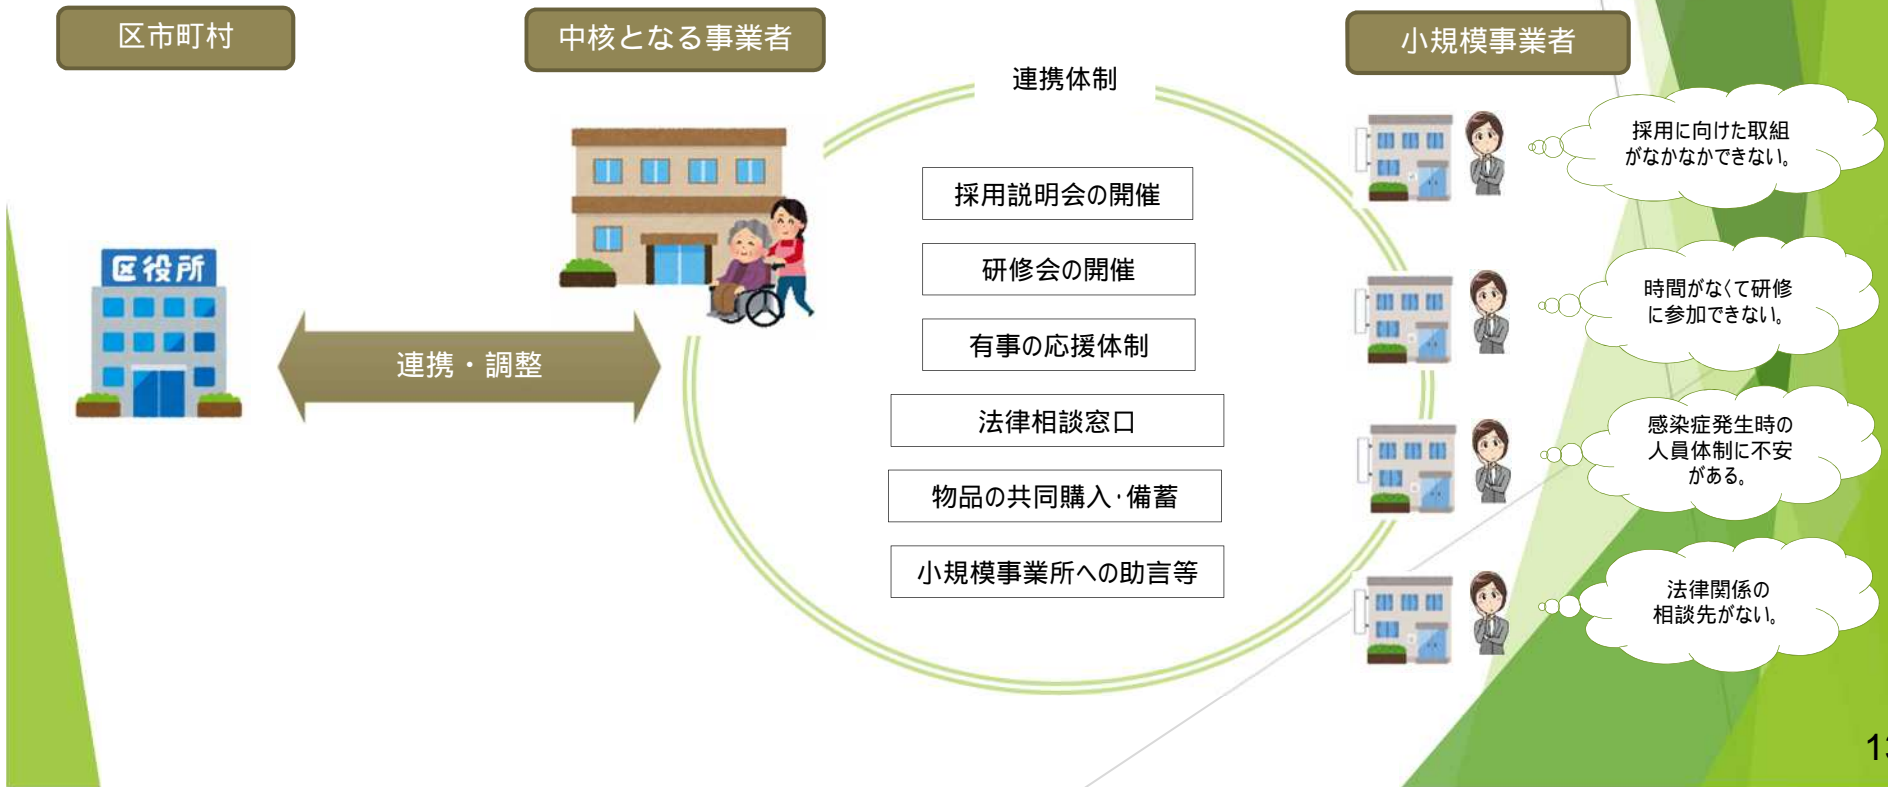 区市町村
中核となる事業者
小規模事業者
連携体制
区役所
連携・調整
採用説明会の開催
研修会の開催
有事の応援体制
法律相談窓口
物品の共同購入・備蓄
小規模事業所への助言等
採用に向けた取組
がなかなかできない。
時間がなくて研修
に参加できない。
感染症発生時の
人員体制に不安
がある。
法律関係の
相談先がない。